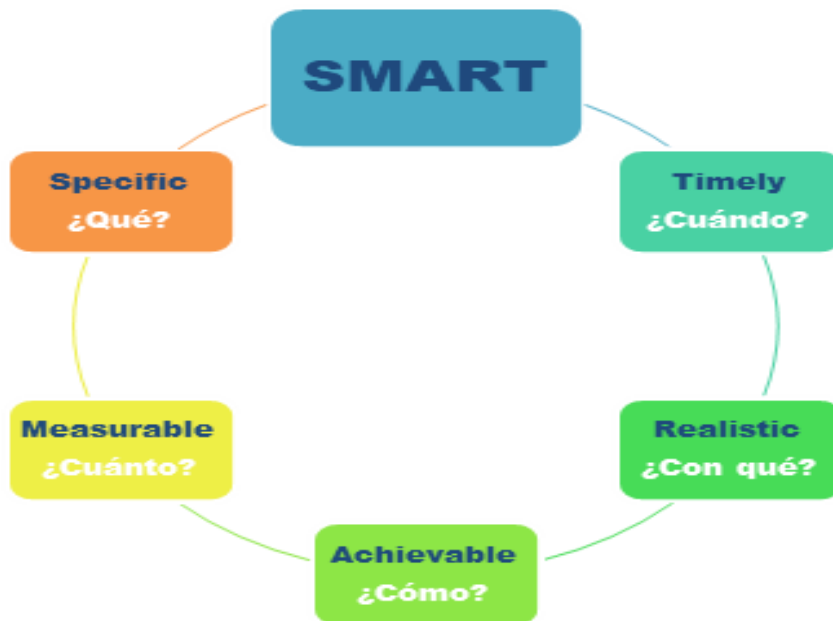 SMART
Specific
¿Qué?
Measurable
¿Cuánto?
Achievable
¿Cómo?
Realistic
¿Con qué?
Timely
¿Cuándo?